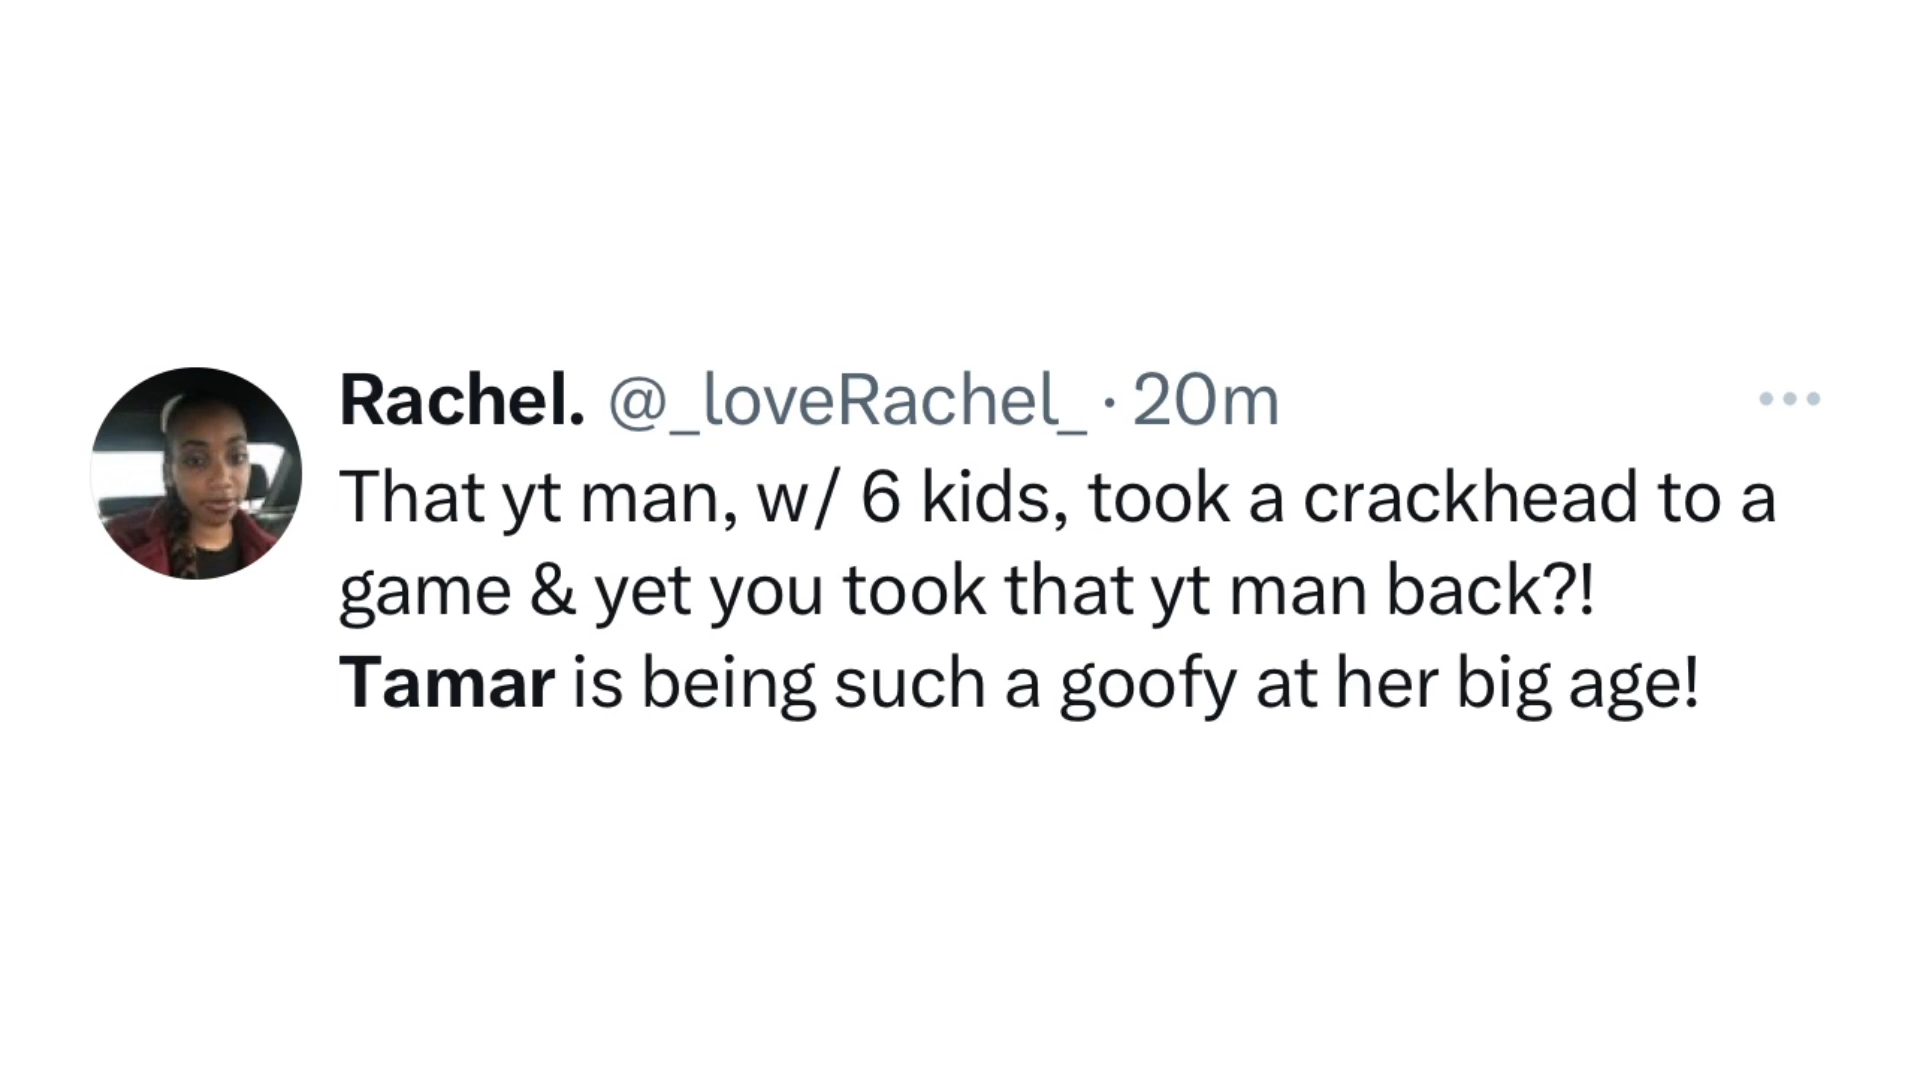 Rachel. @_loveRachel_ · 20m
That yt man, w/ 6 kids, took a crackhead to a
game & yet you took that yt man back?!
Tamar is being such a goofy at her big age!